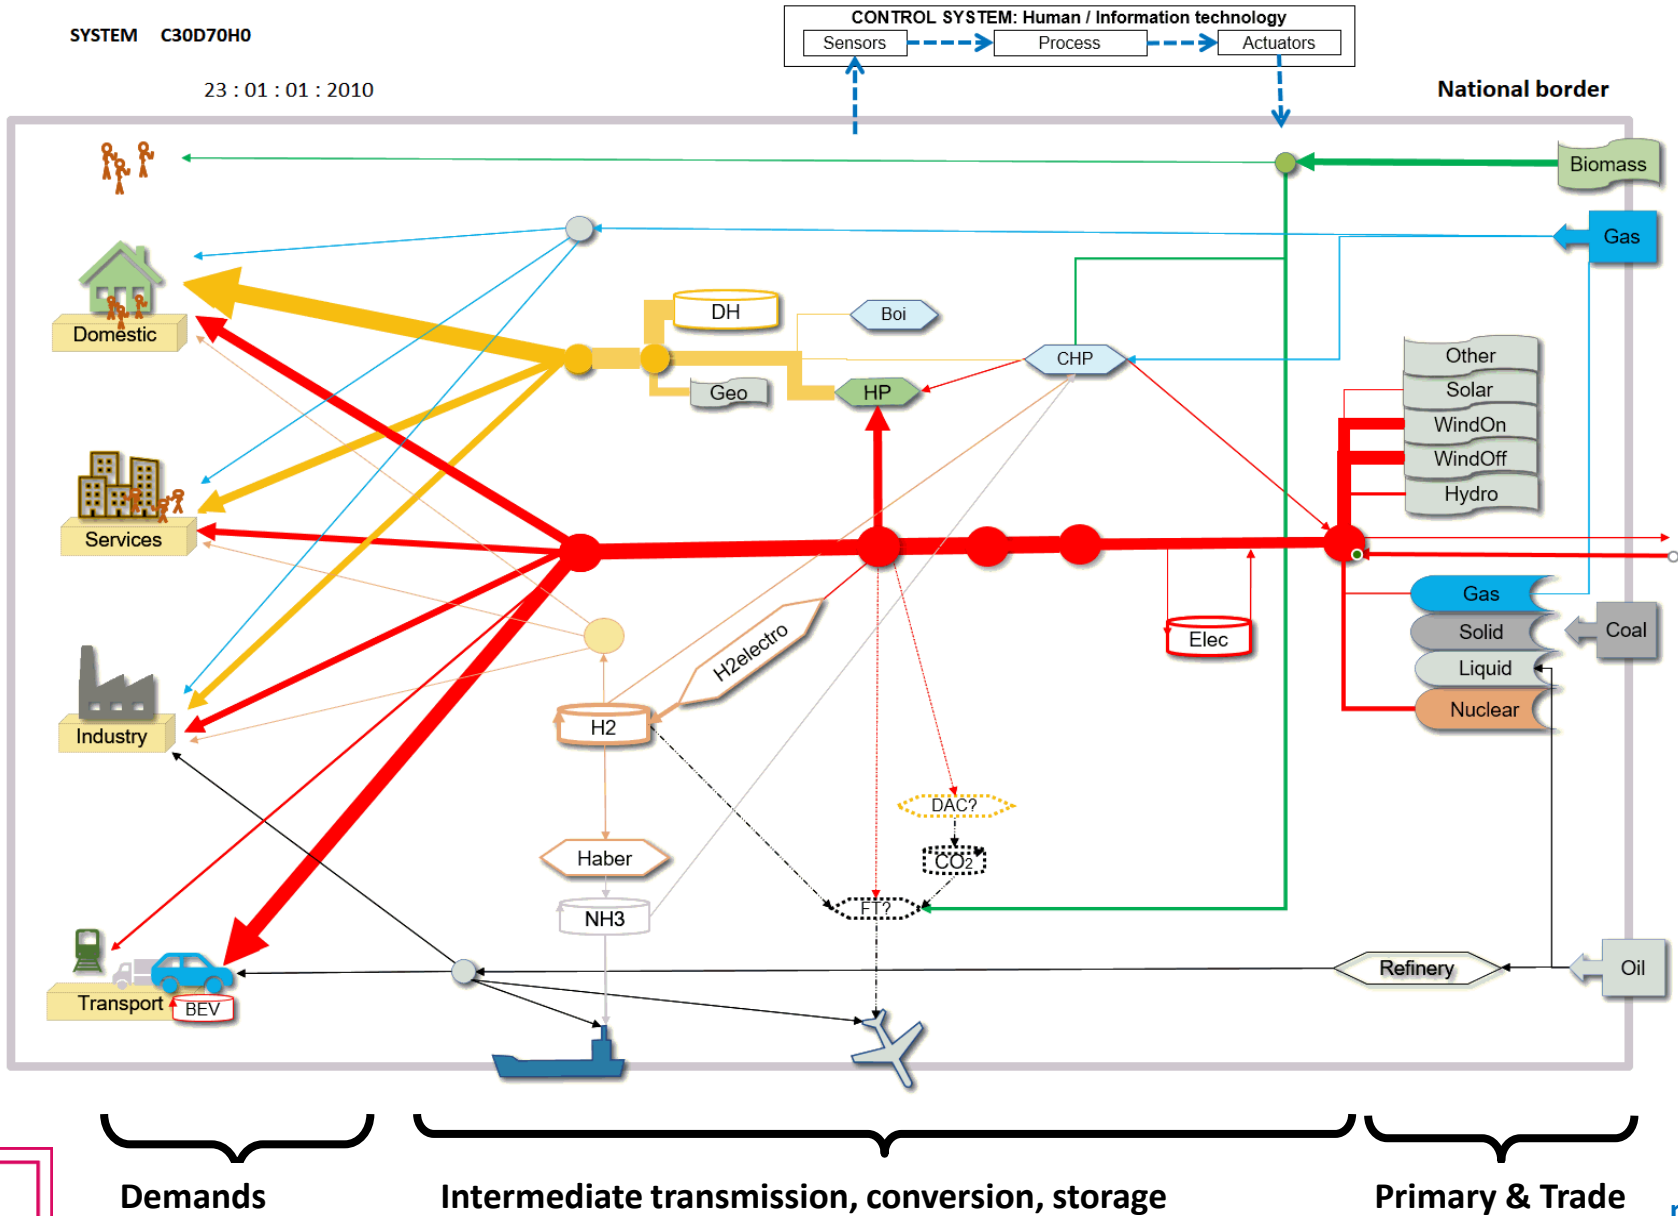 CONTROL SYSTEM: Human / Information technology
SYSTEM C30D70H0
Sensors
Process
Actuators
23 : 01 : 01 : 2010
National border
Biomass
Gas
DH
Boi
Domestic
CHP
Other
Geo
HP
Solar
WindOn
WindOff
Hydro
Services
Gas
Elec
Solid
Coal
H2electro
Liquid
Nuclear
H2
Industry
DAC?
Haber
CO2
NH3
FT?
Refinery
Oil
Transport
BEV
Demands
Intermediate transmission, conversion, storage
Primary & Trade